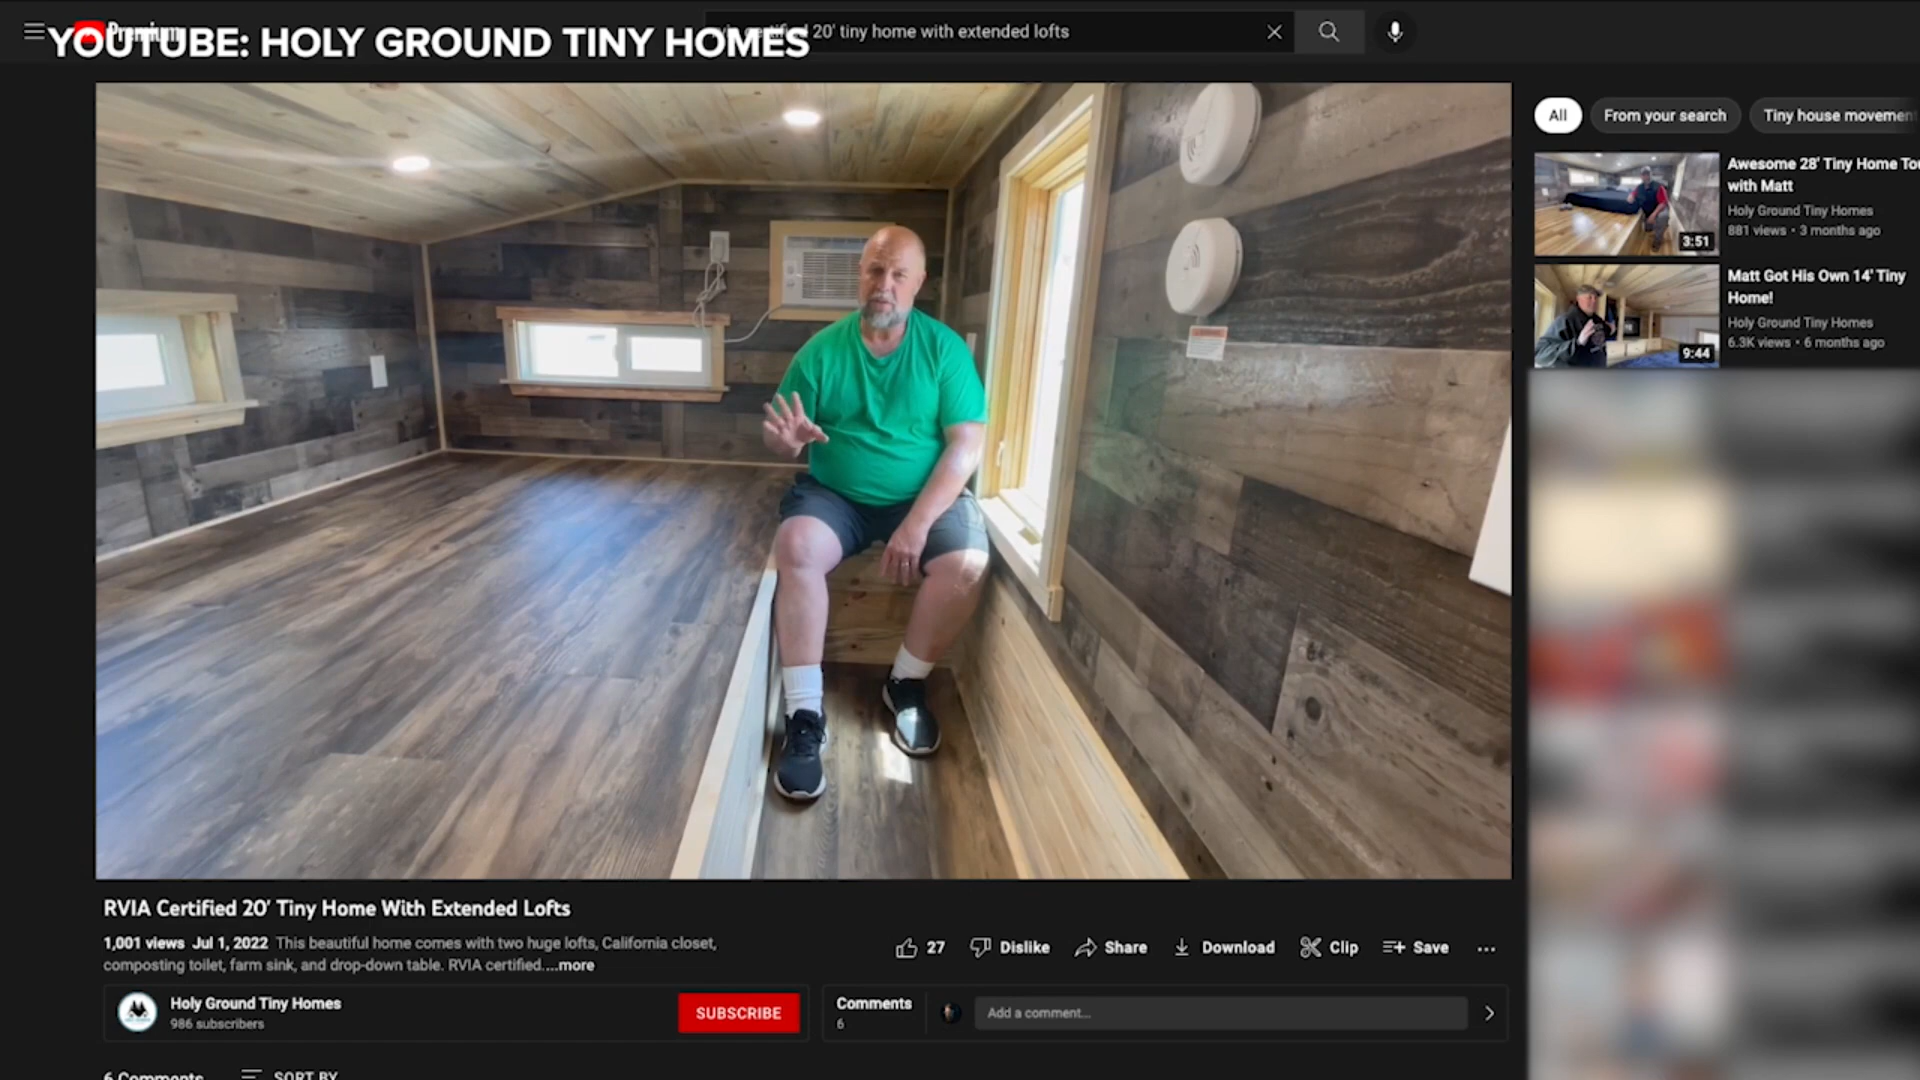 YOUTUBE: HOLY GROUND TINY HOMES
20' tiny home with extended lofts
All
From your search
Tiny house
Awesome 28' Tiny Home
with Matt
Holy Ground Tiny Homes
881 views • 3 months ago
3:51
Matt Got His Own 14' Tiny
Home!
Holy Ground Tiny Homes
6.3K views • 6 months ago
9:44
RVIA Certified 20' Tiny Home With Extended Lofts
1,001 views Jul 1, 2022 This beautiful home comes with two huge lofts, California closet,
composting toilet, farm sink, and drop-down table. RVIA certified....more
27
Dislike
Share
Download
Clip
Save
Holy Ground Tiny Homes
986 subscribers
SUBSCRIBE
Comments
6
Add a comment...
6 Comments
SORT BY